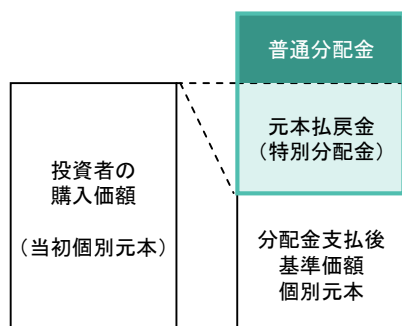 普通分配金
元本払戻金
（特別分配金）
投資者の
購入価額
（当初個別元本）
分配金支払後
基準価額
個別元本